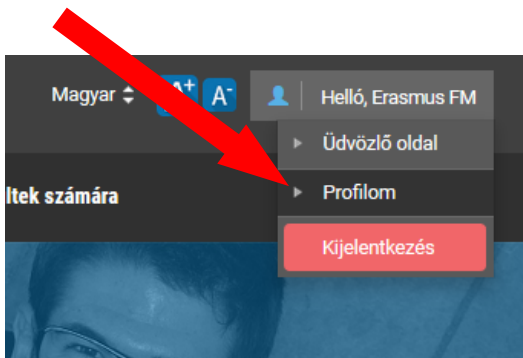 Magyar A+ A- Helló, Erasmus FM
Üdvözlő oldal
ltek számára
Profilom
Kijelentkezés